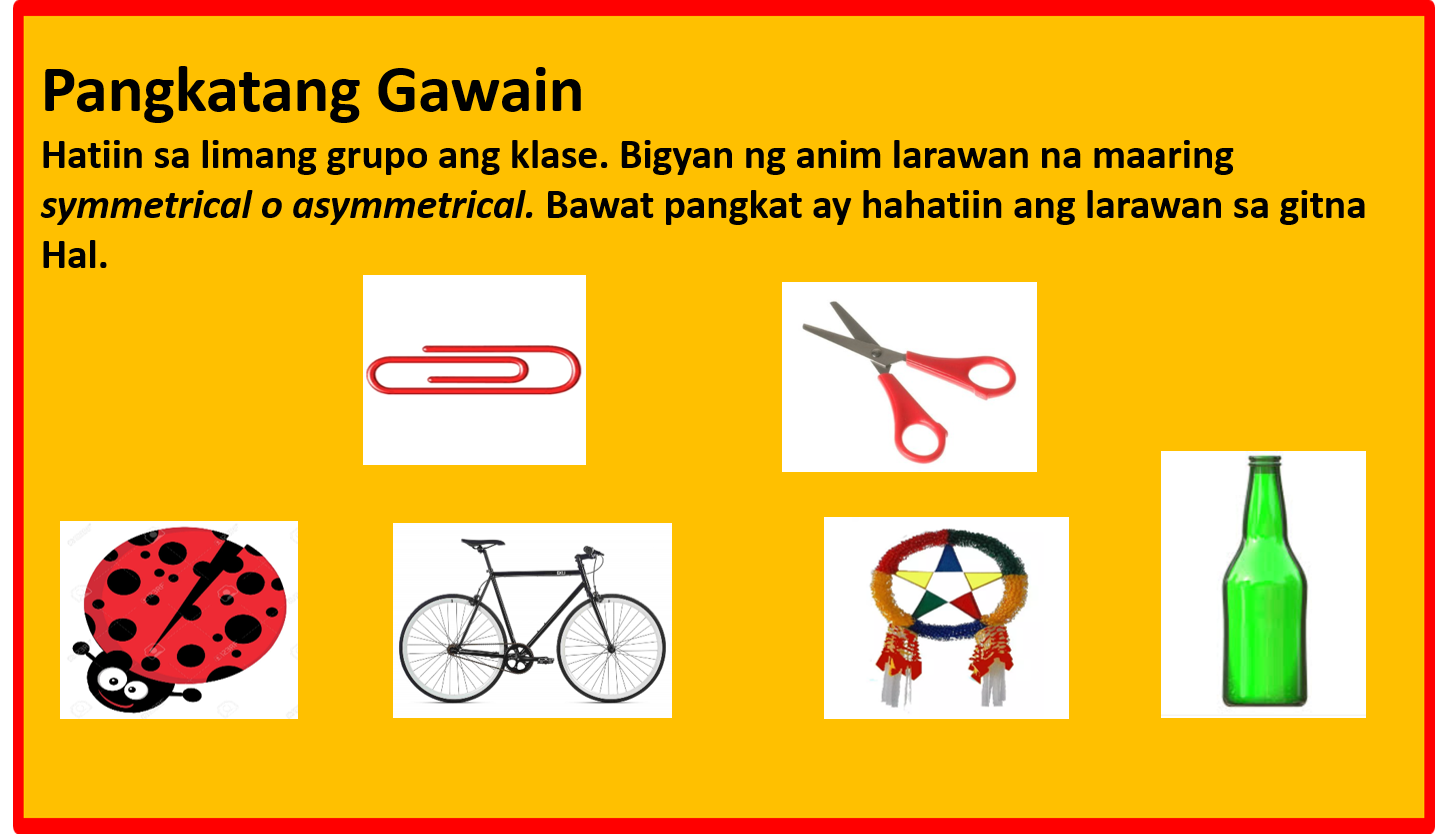 Pangkatang Gawain
Hatiin sa limang grupo ang klase. Bigyan ng anim larawan na maaring
symmetrical o asymmetrical. Bawat pangkat ay hahatiin ang larawan sa gitna
Hal.